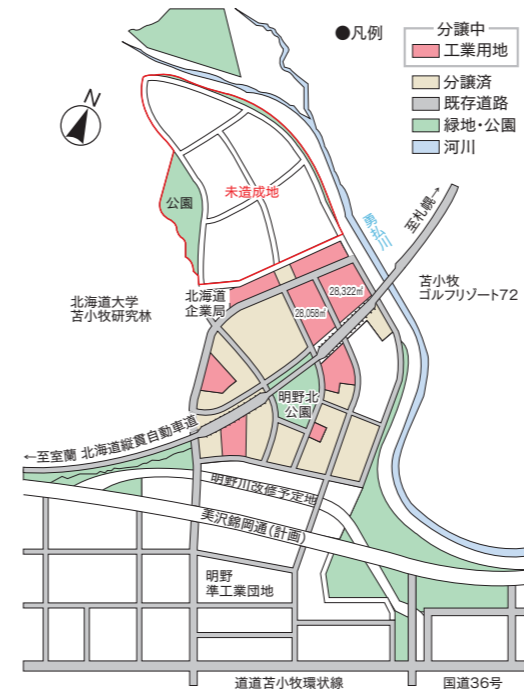 ●凡例
分譲中
工業用地
分譲済
既存道路
緑地・公園
河川
N
公園
未造成地
勇払川
至札幌→
北海道大学
苫小牧研究林
北海道
企業局
28,322㎡
28,058㎡
苫小牧
ゴルフリゾート72
明野北
公園
←至室蘭 北海道縦貫自動車道
明野川改修予定地
美沢錦岡通(計画)
明野
準工業団地
道道苫小牧環状線
国道36号